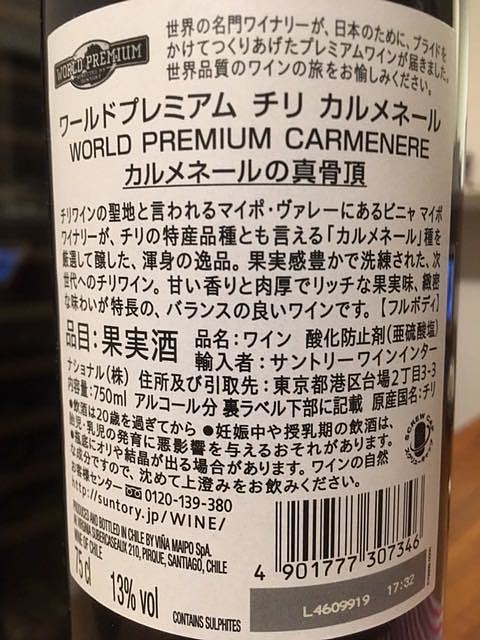 WORLD PREMIUM
世界の名門ワイナリーが、日本のために、プライドを
かけてつくりあげたプレミアムワインが届きました。
世界品質のワインの旅をお愉しみください。
ワールドプレミアム チリ カルメネール
WORLD PREMIUM CARMENERE
カルメネールの真骨頂
チリワインの聖地と言われるマイポ・ヴァレーにあるビニャ マイポ
ワイナリーが、チリの特産品種とも言える「カルメネール」種を
厳選して醸した、渾身の逸品。果実感豊かで洗練された、次
世代へのチリワイン。甘い香りと肉厚でリッチな果実味、緻密
な味わいが特長の、バランスの良いワインです。【フルボディ】
品目:果実酒 品名:ワイン 酸化防止剤(亜硫酸塩)
輸入者:サントリーワインインター
ナショナル(株) 住所及び引取先:東京都港区台場2丁目3-3
内容量:750ml アルコール分 裏ラベル下部に記載 原産国名:チリ
●飲酒は20歳を過ぎてから ●妊娠中や授乳期の飲酒は、
胎児・乳児の発育に悪影響を与えるおそれがあります。
●瓶底にオリや結晶が出る場合があります。ワインの自然
な成分ですので、沈めて上澄みをお飲みください。
お客様センター 0120-139-380
http://suntory.jp/WINE/
SCREW CAP
PRODUCED AND BOTTLED IN CHILE BY VIÑA MAIPO SpA.
AV VIRGINIA SUBERCASEAUX 210, PIRQUE, SANTIAGO, CHILE
WINE OF CHILE
75 cl 13% vol CONTAINS SULPHITES
4 901777 307346
L4609919 17:32